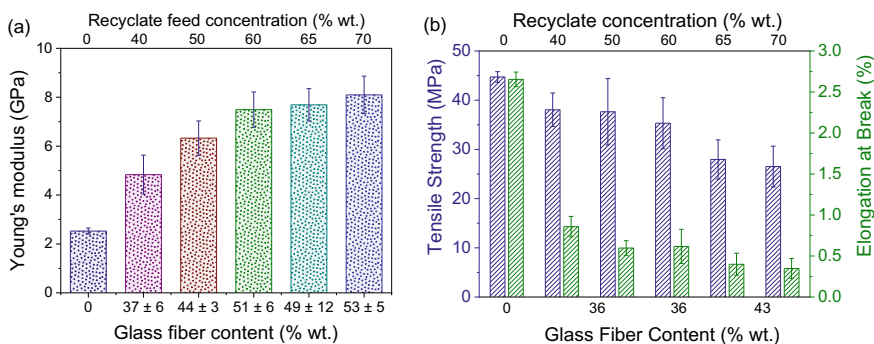 (a)
Recyclate feed concentration (% wt.)
0 40 50 60 65 70
Young's modulus (GPa)
10
8
6
4
2
0
0 37 ± 6 44 ± 3 51 ± 6 49 ± 12 53 ± 5
Glass fiber content (% wt.)
(b)
Recyclate concentration (% wt.)
0 40 50 60 65 70
Tensile Strength (MPa)
50
40
30
20
10
0
3.0
2.5
2.0
1.5
1.0
0.5
0.0
Elongation at Break (%)
0 36 36 43
Glass Fiber Content (% wt.)